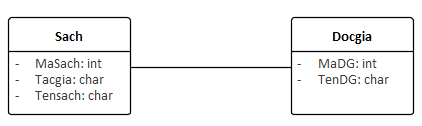 Sach
- MaSach: int
- Tacgia: char
- Tensach: char
Docgia
- MaDG: int
- TenDG: char